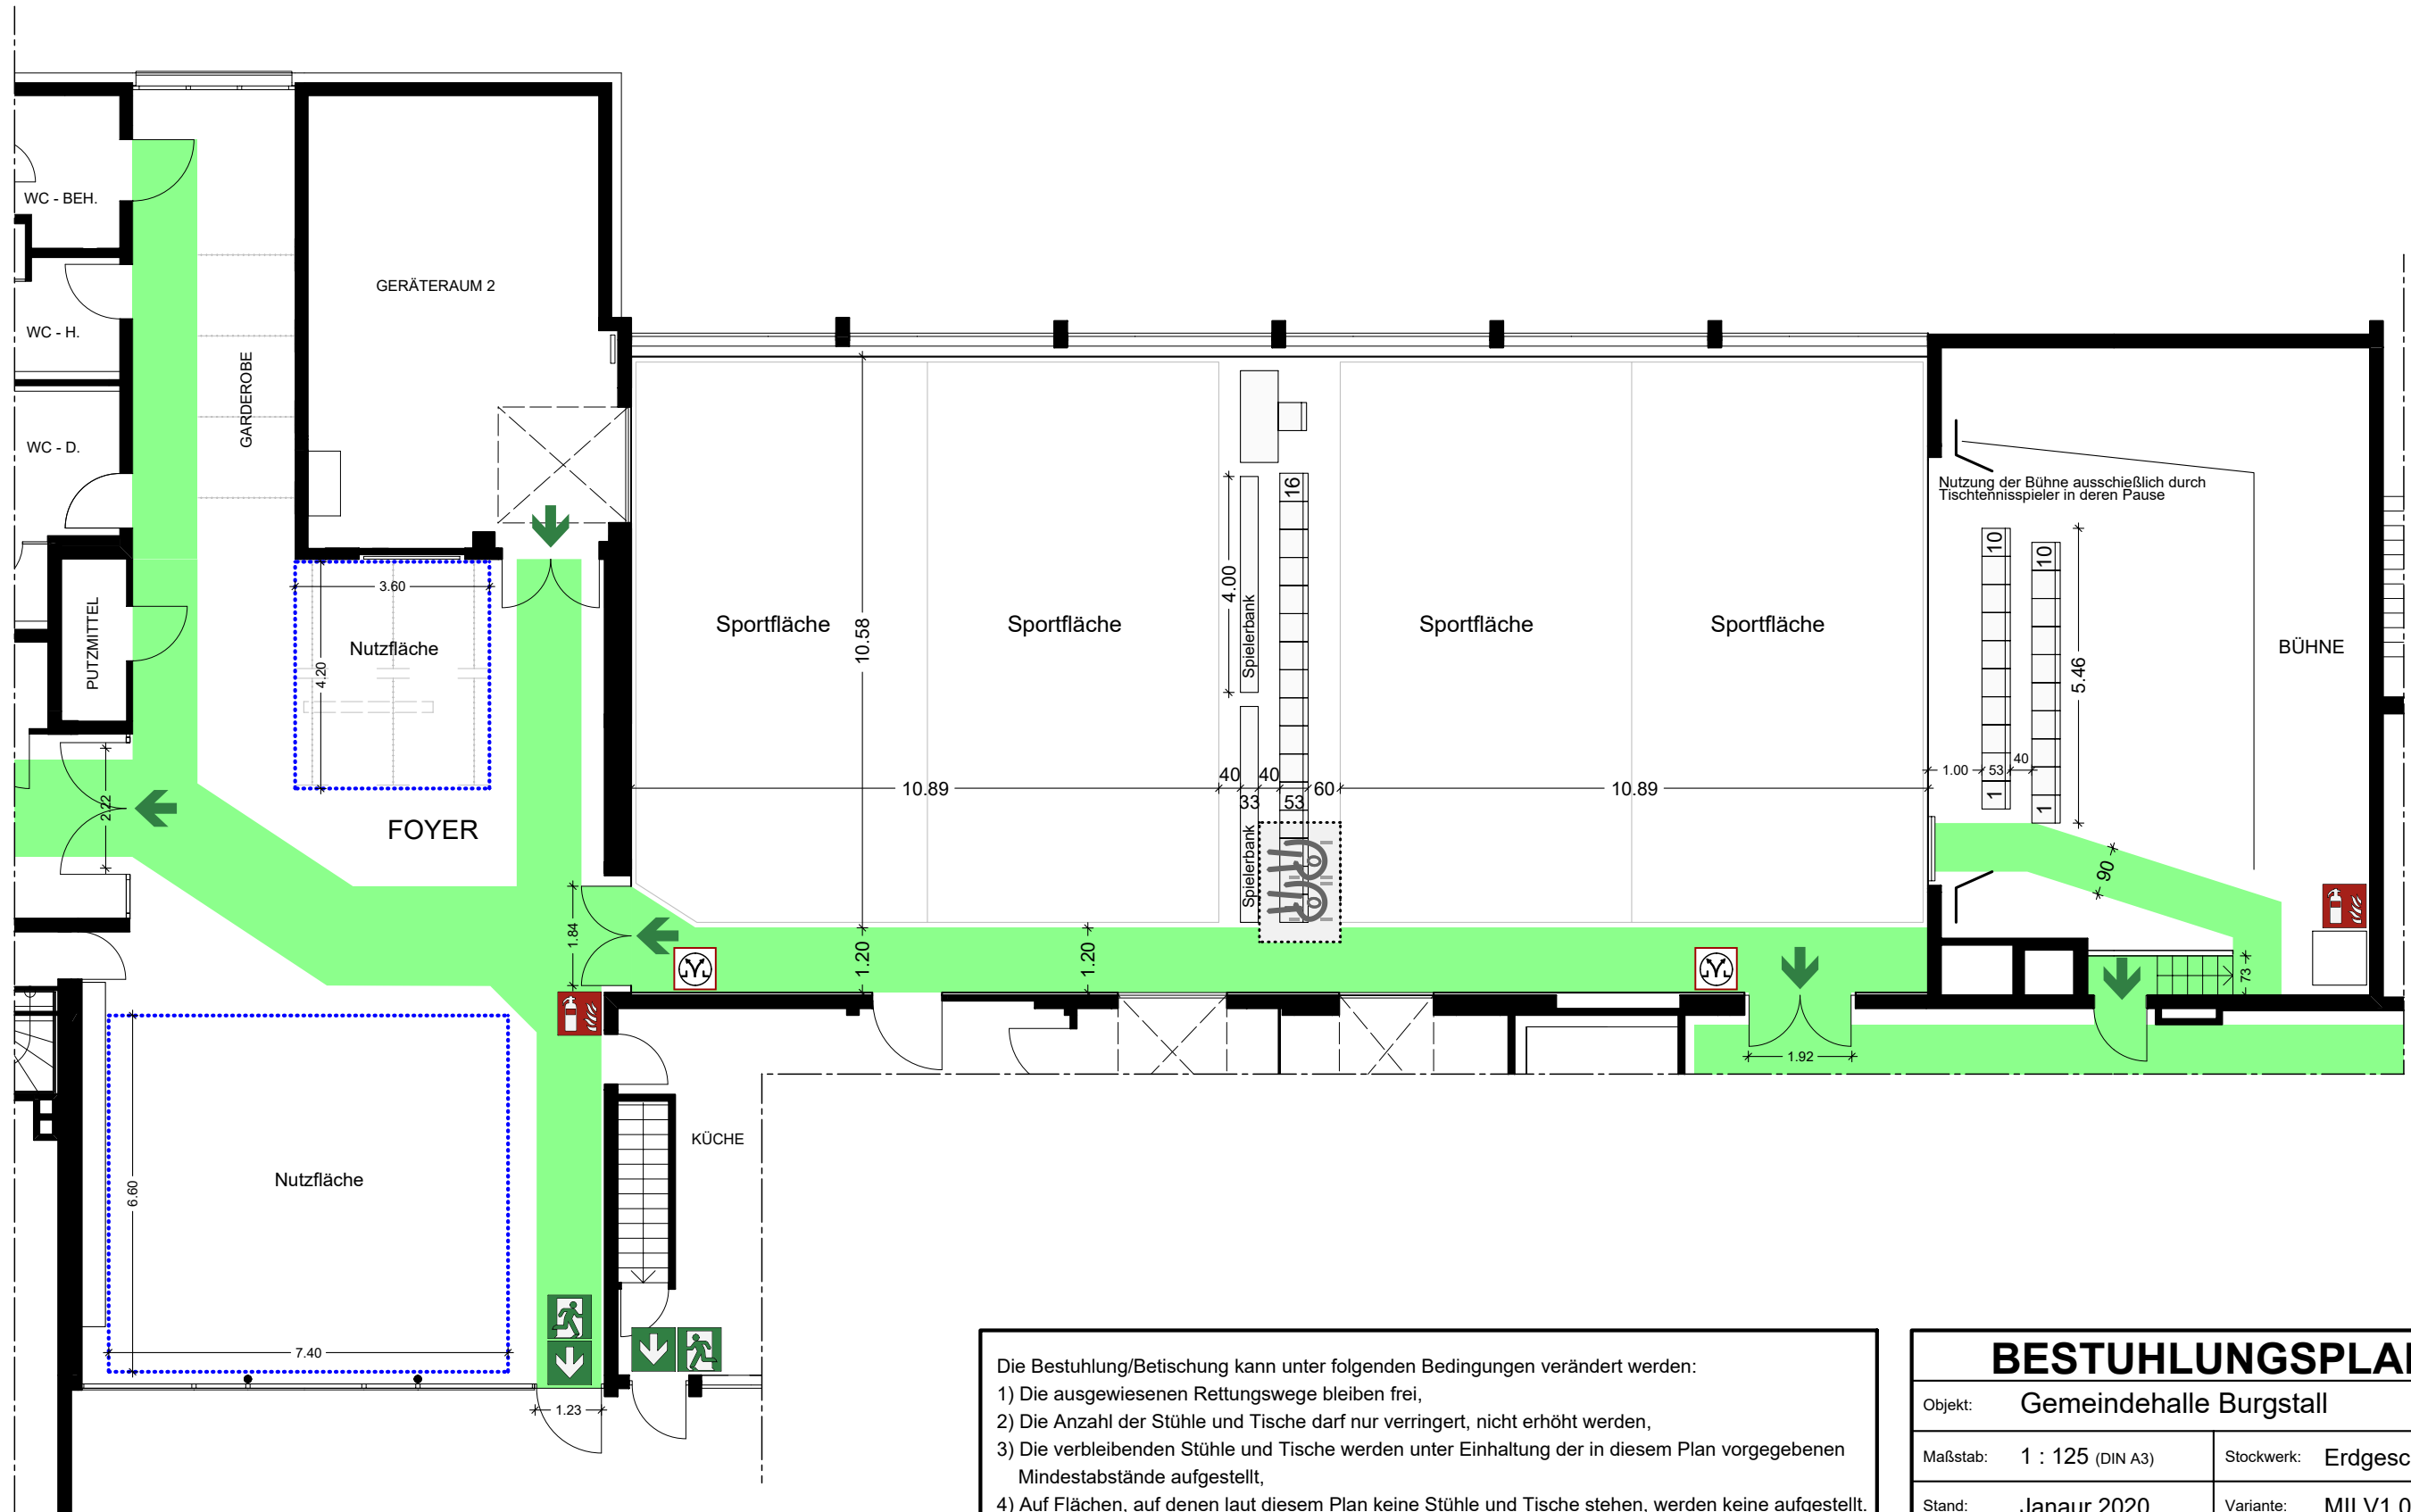 WC - BEH.
WC - H.
WC - D.
GARDEROBE
GERÄTERAUM 2
PUTZMITTEL
3.60
Nutzfläche
4.20
2.22
FOYER
1.84
Sportfläche
10.58
Sportfläche
10.89
1.20
1.20
4.00
Spielerbank
16
40
33
40
53
60
Spielerbank
Sportfläche
Sportfläche
10.89
Nutzung der Bühne ausschießlich durch
Tischtennisspieler in deren Pause
10
10
5.46
BÜHNE
1.00
53
40
1
1
90
73
1.92
6.60
Nutzfläche
7.40
1.23
KÜCHE
Die Bestuhlung/Betischung kann unter folgenden Bedingungen verändert werden:
1) Die ausgewiesenen Rettungswege bleiben frei,
2) Die Anzahl der Stühle und Tische darf nur verringert, nicht erhöht werden,
3) Die verbleibenden Stühle und Tische werden unter Einhaltung der in diesem Plan vorgegebenen
Mindestabstände aufgestellt,
4) Auf Flächen, auf denen laut diesem Plan keine Stühle und Tische stehen, werden keine aufgestellt.
BESTUHLUNGSPLA
Objekt: Gemeindehalle Burgstall
Maßstab: 1 : 125 (DIN A3)
Stockwerk: Erdgesc
Stand: Janaur 2020
Variante: MILV1.0